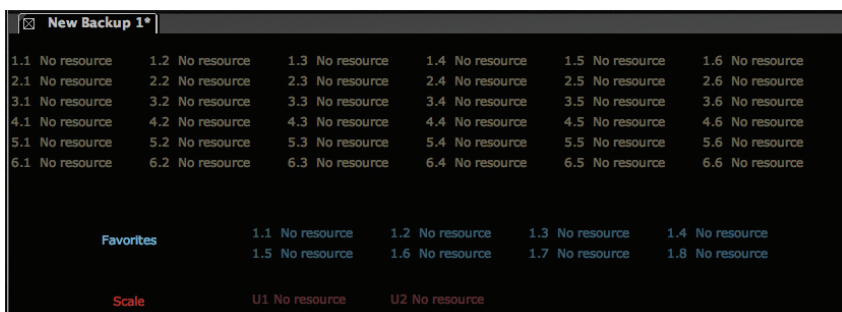 New Backup 1*
1.1 No resource 1.2 No resource 1.3 No resource 1.4 No resource 1.5 No resource 1.6 No resource
2.1 No resource 2.2 No resource 2.3 No resource 2.4 No resource 2.5 No resource 2.6 No resource
3.1 No resource 3.2 No resource 3.3 No resource 3.4 No resource 3.5 No resource 3.6 No resource
4.1 No resource 4.2 No resource 4.3 No resource 4.4 No resource 4.5 No resource 4.6 No resource
5.1 No resource 5.2 No resource 5.3 No resource 5.4 No resource 5.5 No resource 5.6 No resource
6.1 No resource 6.2 No resource 6.3 No resource 6.4 No resource 6.5 No resource 6.6 No resource
Favorites
1.1 No resource 1.2 No resource 1.3 No resource 1.4 No resource
1.5 No resource 1.6 No resource 1.7 No resource 1.8 No resource
Scale U1 No resource U2 No resource